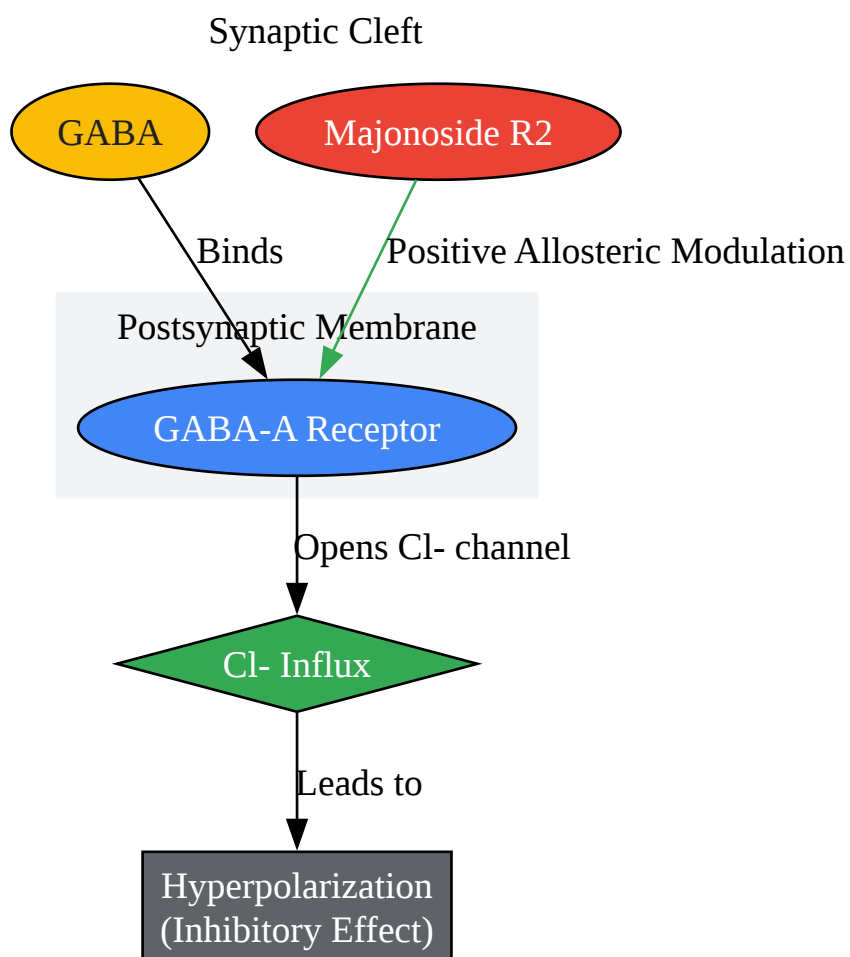 Synaptic Cleft
GABA
Majonoside R2
Binds
Positive Allosteric Modulation
Postsynaptic Membrane
GABA-A Receptor
Opens Cl- channel
Cl- Influx
Leads to
Hyperpolarization
(Inhibitory Effect)